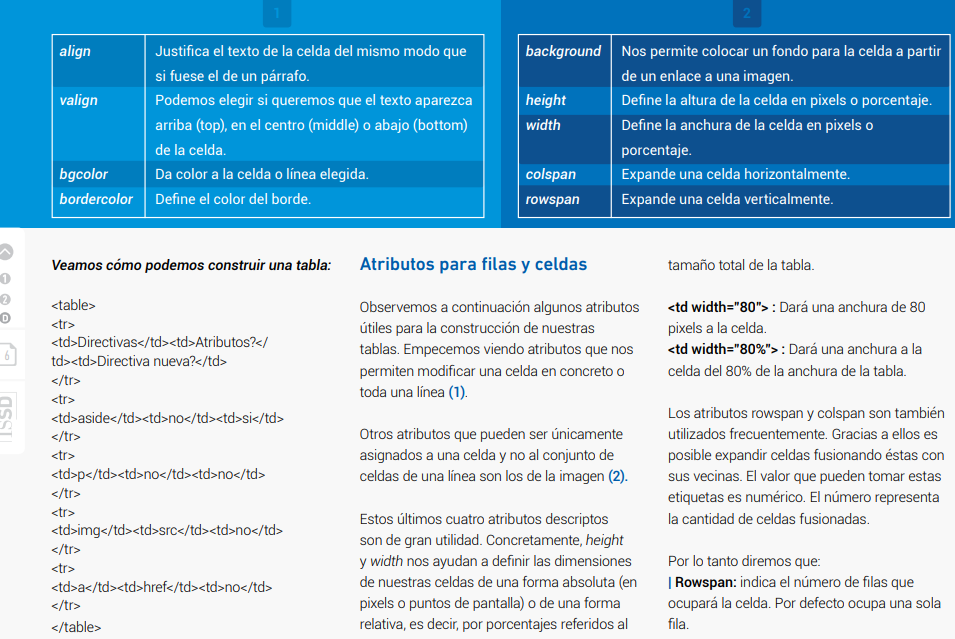 1
align Justifica el texto de la celda del mismo modo que
si fuese el de un párrafo.
valign Podemos elegir si queremos que el texto aparezca
arriba (top), en el centro (middle) o abajo (bottom)
de la celda.
bgcolor Da color a la celda o línea elegida.
bordercolor Define el color del borde.
2
background Nos permite colocar un fondo para la celda a partir
de un enlace a una imagen.
height Define la altura de la celda en pixels o porcentaje.
width Define la anchura de la celda en pixels o
porcentaje.
colspan Expande una celda horizontalmente.
rowspan Expande una celda verticalmente.
1
2
D
6
ISSD
Veamos cómo podemos construir una tabla:
<table>
<tr>
<td>Directivas</td><td>Atributos?</
td><td>Directiva nueva?</td>
</tr>
<tr>
<td>aside</td><td>no</td><td>si</td>
</tr>
<tr>
<td>p</td><td>no</td><td>no</td>
</tr>
<tr>
<td>img</td><td>src</td><td>no</td>
</tr>
<tr>
<td>a</td><td>href</td><td>no</td>
</tr>
</table>
Atributos para filas y celdas
Observemos a continuación algunos atributos
útiles para la construcción de nuestras
tablas. Empecemos viendo atributos que nos
permiten modificar una celda en concreto o
toda una línea (1).
Otros atributos que pueden ser únicamente
asignados a una celda y no al conjunto de
celdas de una línea son los de la imagen (2).
Estos últimos cuatro atributos descriptos
son de gran utilidad. Concretamente, height
y width nos ayudan a definir las dimensiones
de nuestras celdas de una forma absoluta (en
pixels o puntos de pantalla) o de una forma
relativa, es decir, por porcentajes referidos al
tamaño total de la tabla.
<td width="80"> : Dará una anchura de 80
pixels a la celda.
<td width="80%"> : Dará una anchura a la
celda del 80% de la anchura de la tabla.
Los atributos rowspan y colspan son también
utilizados frecuentemente. Gracias a ellos es
posible expandir celdas fusionando éstas con
sus vecinas. El valor que pueden tomar estas
etiquetas es numérico. El número representa
la cantidad de celdas fusionadas.
Por lo tanto diremos que:
| Rowspan: indica el número de filas que
ocupará la celda. Por defecto ocupa una sola
fila.